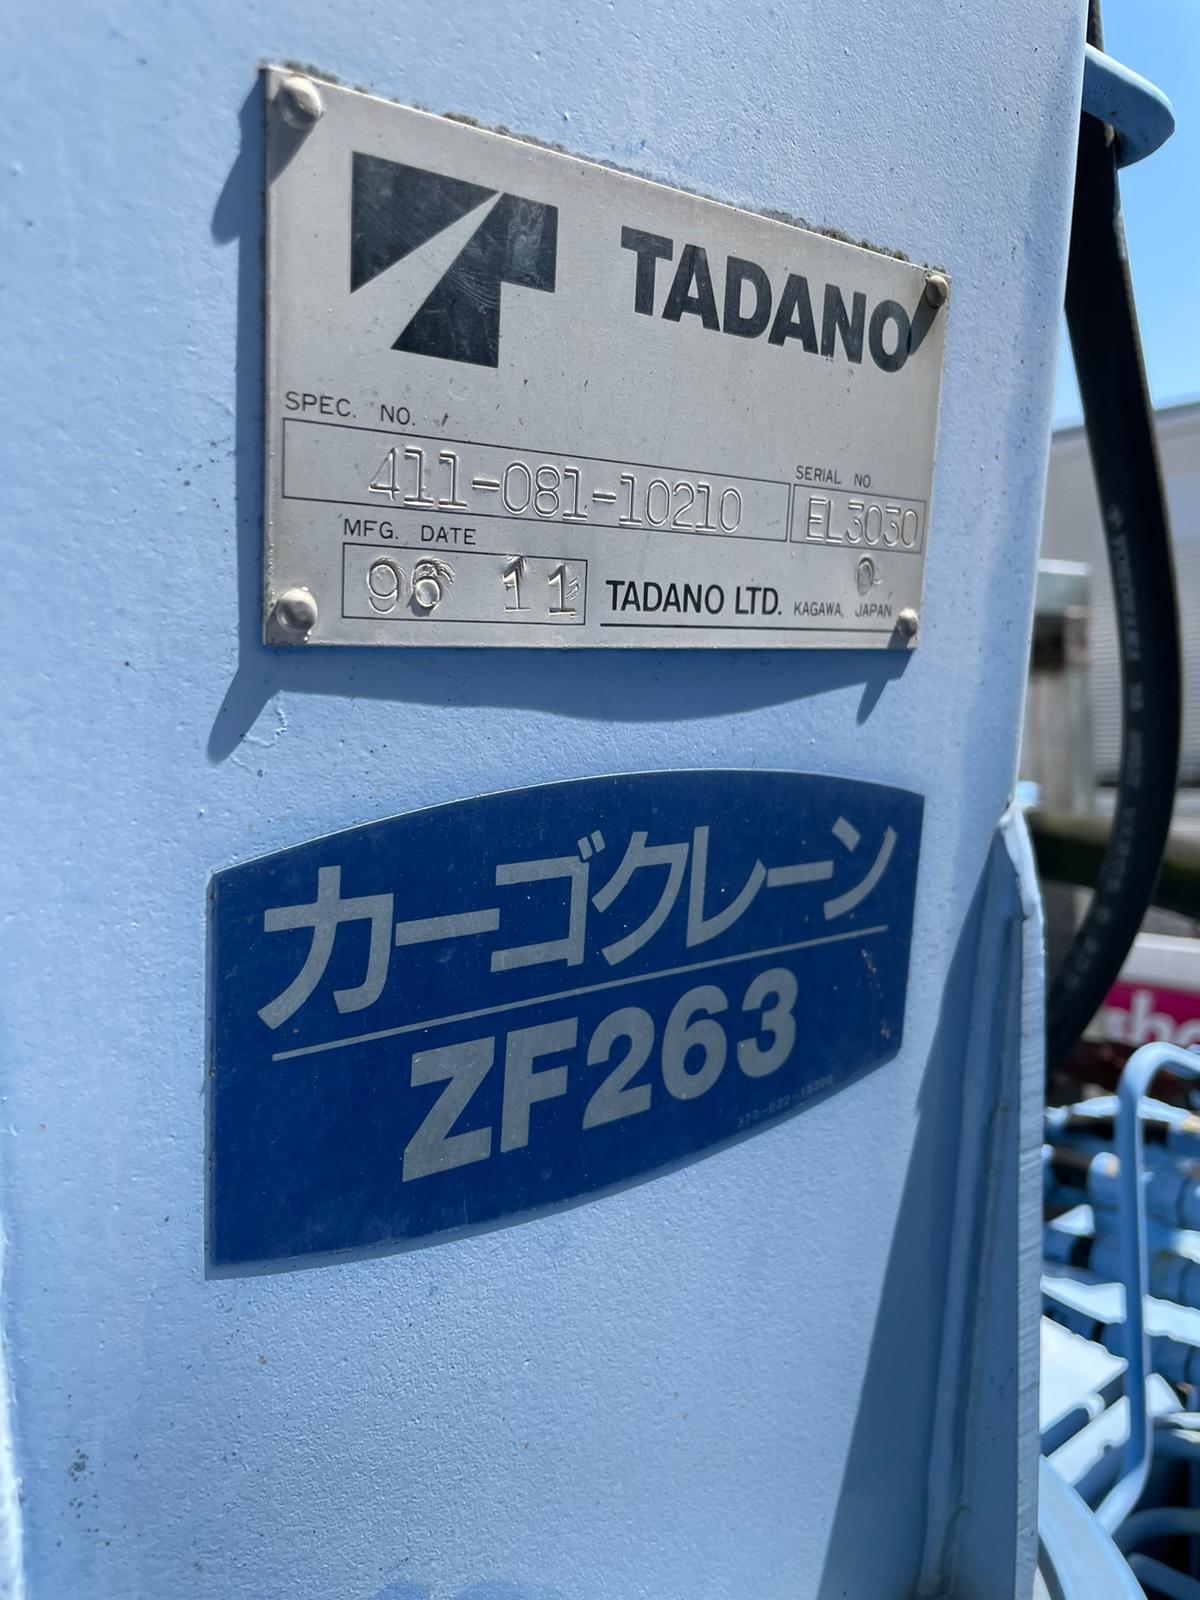 TADANO
SPEC. NO.
411-081-10210
SERIAL NO.
EL3030
MFG. DATE
96 11
0
TADANO LTD. KAGAWA, JAPAN
カーゴクレーン
ZF263